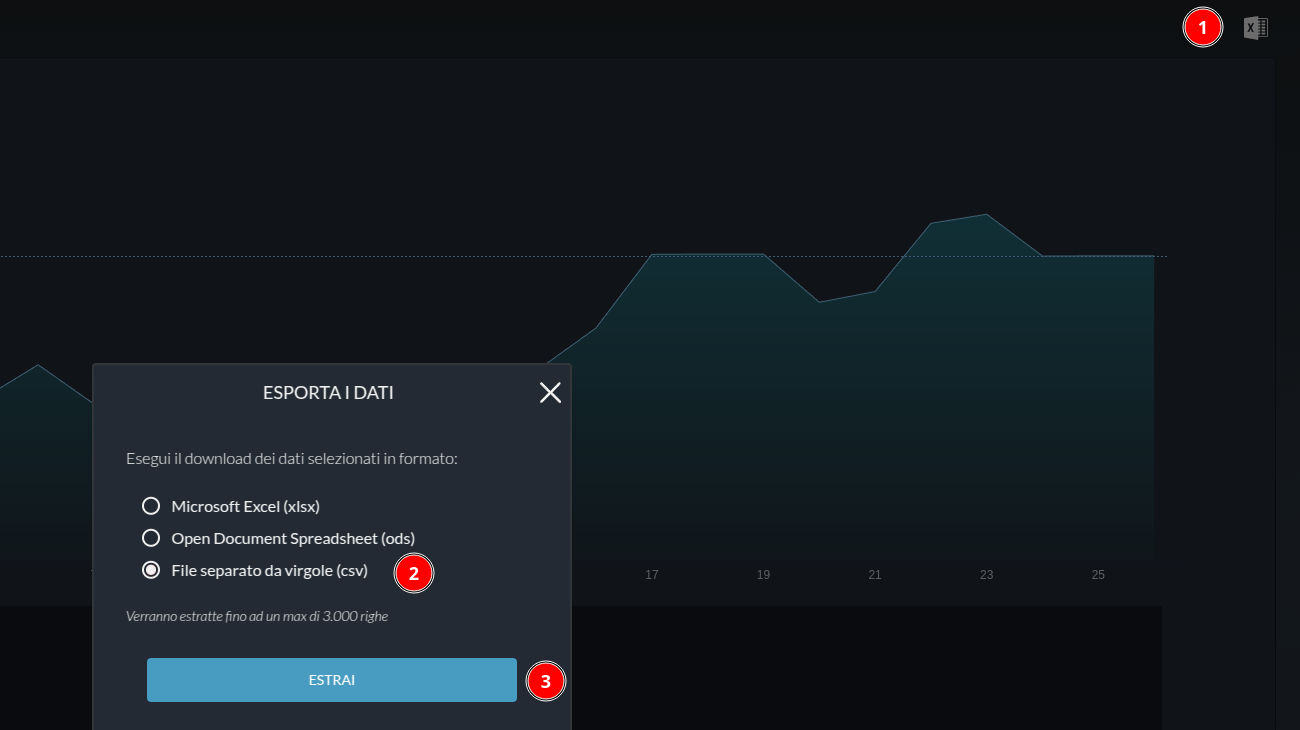 1
X
ESPORTA I DATI
Esegui il download dei dati selezionati in formato:
Microsoft Excel (xlsx)
Open Document Spreadsheet (ods)
File separato da virgole (csv)
2
17 19 21 23 25
Verranno estratte fino ad un max di 3.000 righe
ESTRAI
3